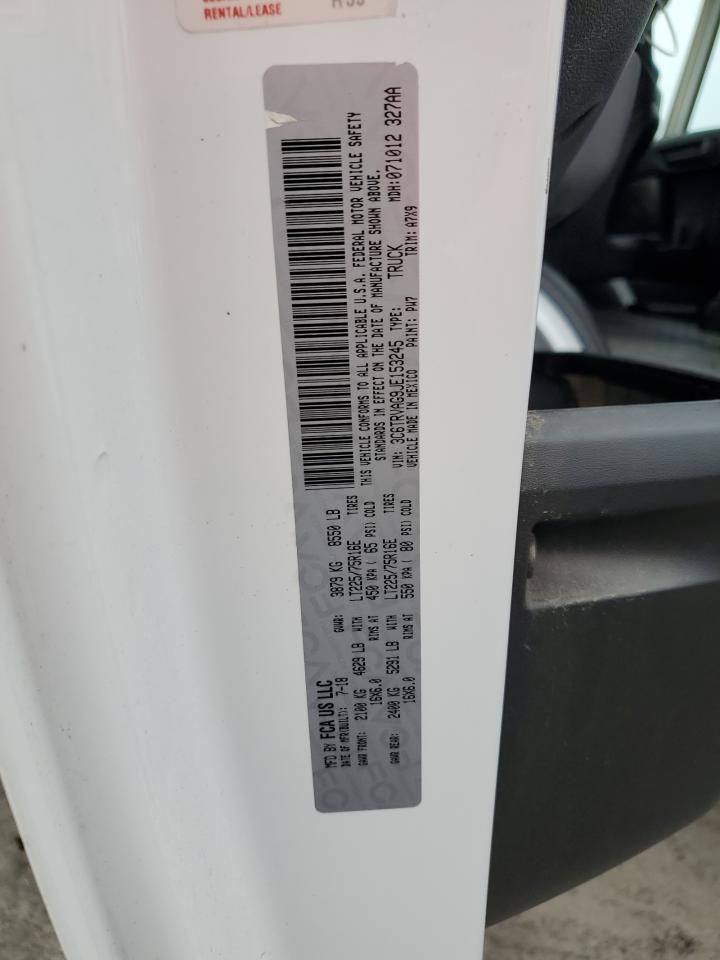 RENTAL/LEASE
MFD BY FCA US LLC
DATE OF MFR(BUILT): 7-18 GVWR: 3879 KG 8550 LB
GAWR FRONT: 2100 KG 4629 LB WITH LT225/75R16E TIRES
16X6.0 RIMS AT 450 KPA ( 65 PSI) COLD
GAWR REAR: 2400 KG 5291 LB WITH LT225/75R16E TIRES
16X6.0 RIMS AT 550 KPA ( 80 PSI) COLD
THIS VEHICLE CONFORMS TO ALL APPLICABLE U.S.A. FEDERAL MOTOR VEHICLE SAFETY
STANDARDS IN EFFECT ON THE DATE OF MANUFACTURE SHOWN ABOVE.
VIN: 3C6TRVAG9JE153245 TYPE: TRUCK MDH:071012 327AA
VEHICLE MADE IN MEXICO PAINT: PW7 TRIM: A7X9